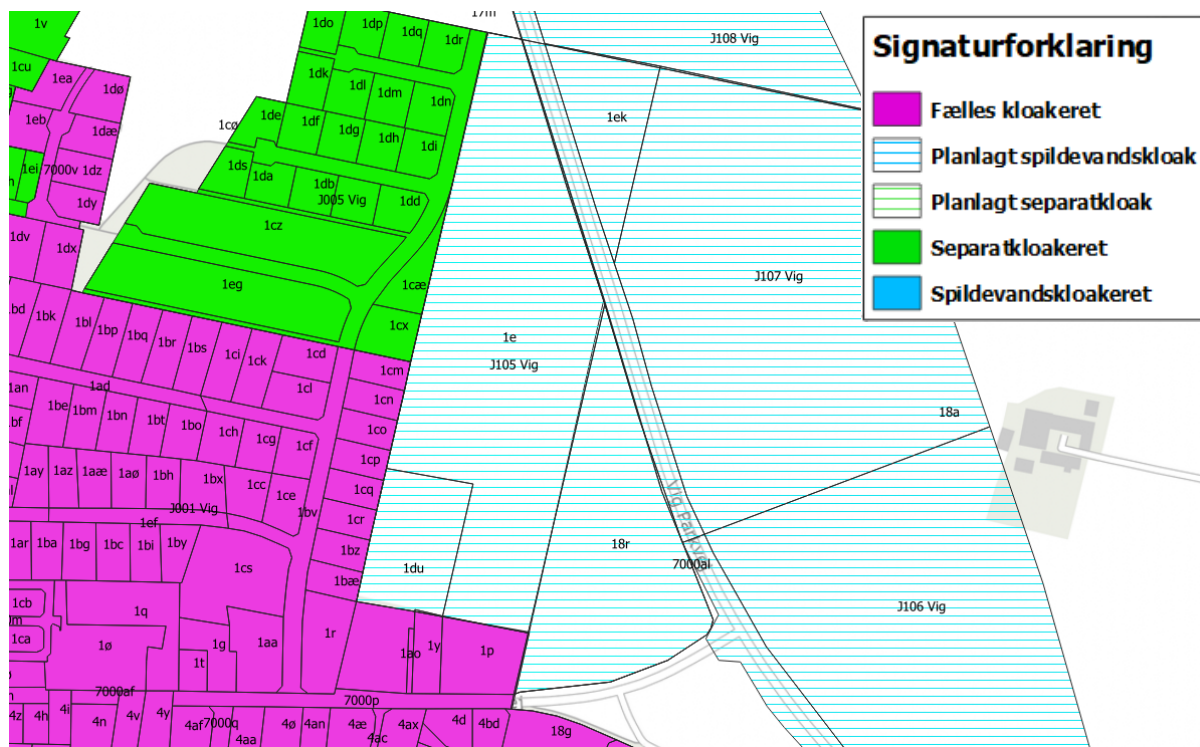 17m
1v
1do
1dp
1dq
1dr
J108 Vig
Signaturforklaring
1cu
1ea
1dø
1dk
1dl
1dm
1dn
Fælles kloakeret
1eb
1dæ
1cø
1de
1df
1dg
1dh
1di
1ek
Planlagt spildevandskloak
1ei
7000v
1dz
1ds
1da
1db
J005 Vig
1dd
Planlagt separatkloak
1dy
1dv
1dx
1cz
Separatkloakeret
1eg
1cæ
J107 Vig
Spildevandskloakeret
1bd
1bk
1bl
1bp
1bq
1br
1bs
1ci
1ck
1cd
1cx
1e
J105 Vig
1cm
1an
1ad
1cl
1cn
1be
1bm
1bn
1bt
1bo
1ch
1cg
1cf
1co
18a
1bf
1ay
1az
1aæ
1aø
1bh
1bx
1cc
1ce
1cp
1cq
J001 Vig
1bv
1ef
1cr
Vig Parkvej
1ar
1ba
1bg
1bc
1bi
1by
1bz
18r
7000al
1cs
1bæ
1du
1cb
1q
J106 Vig
1ca
1ø
1g
1aa
1r
1ao
1y
1p
1t
7000af
7000p
4z
4h
4i
4n
4v
4y
4af
7000q
4aa
4ø
4an
4æ
4ac
4ax
4d
4bd
18g